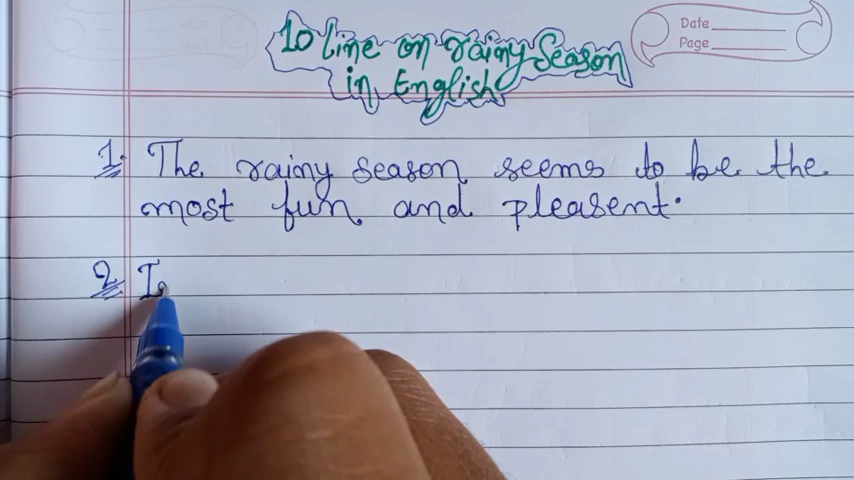 10 line on rainy Season
in English
Date
Page
1. The rainy season seems to be the
most fun and pleasent.
2. I